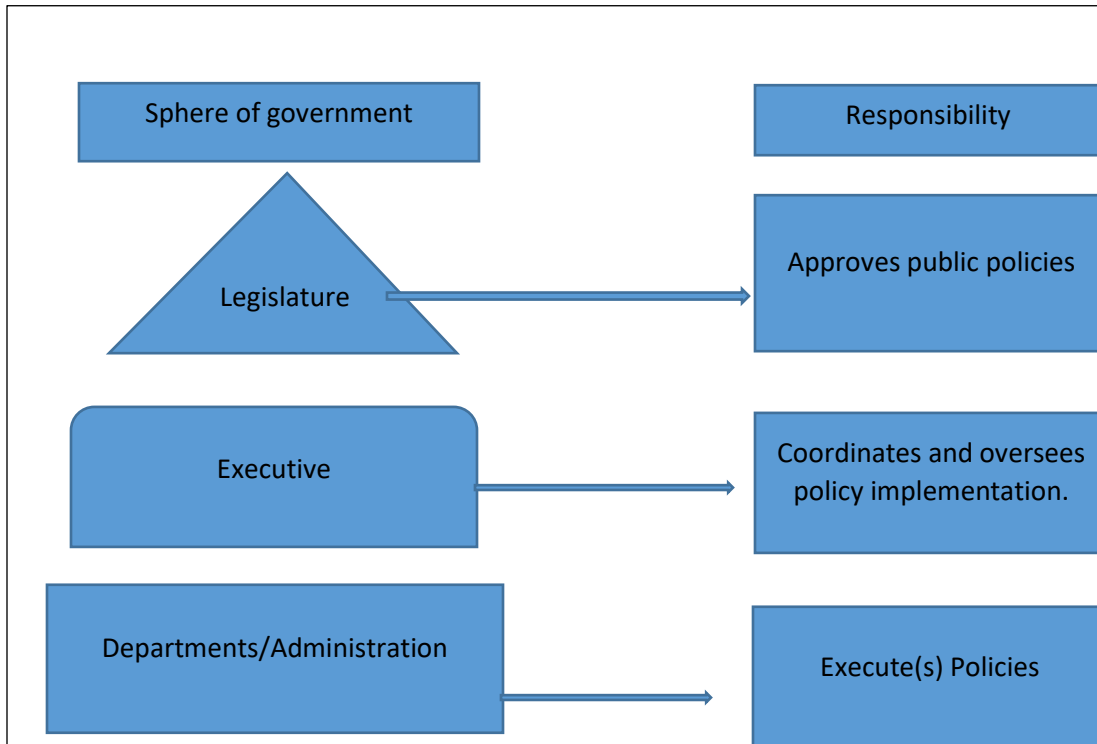 Sphere of government
Responsibility
Legislature
Approves public policies
Executive
Coordinates and oversees
policy implementation.
Departments/Administration
Execute(s) Policies